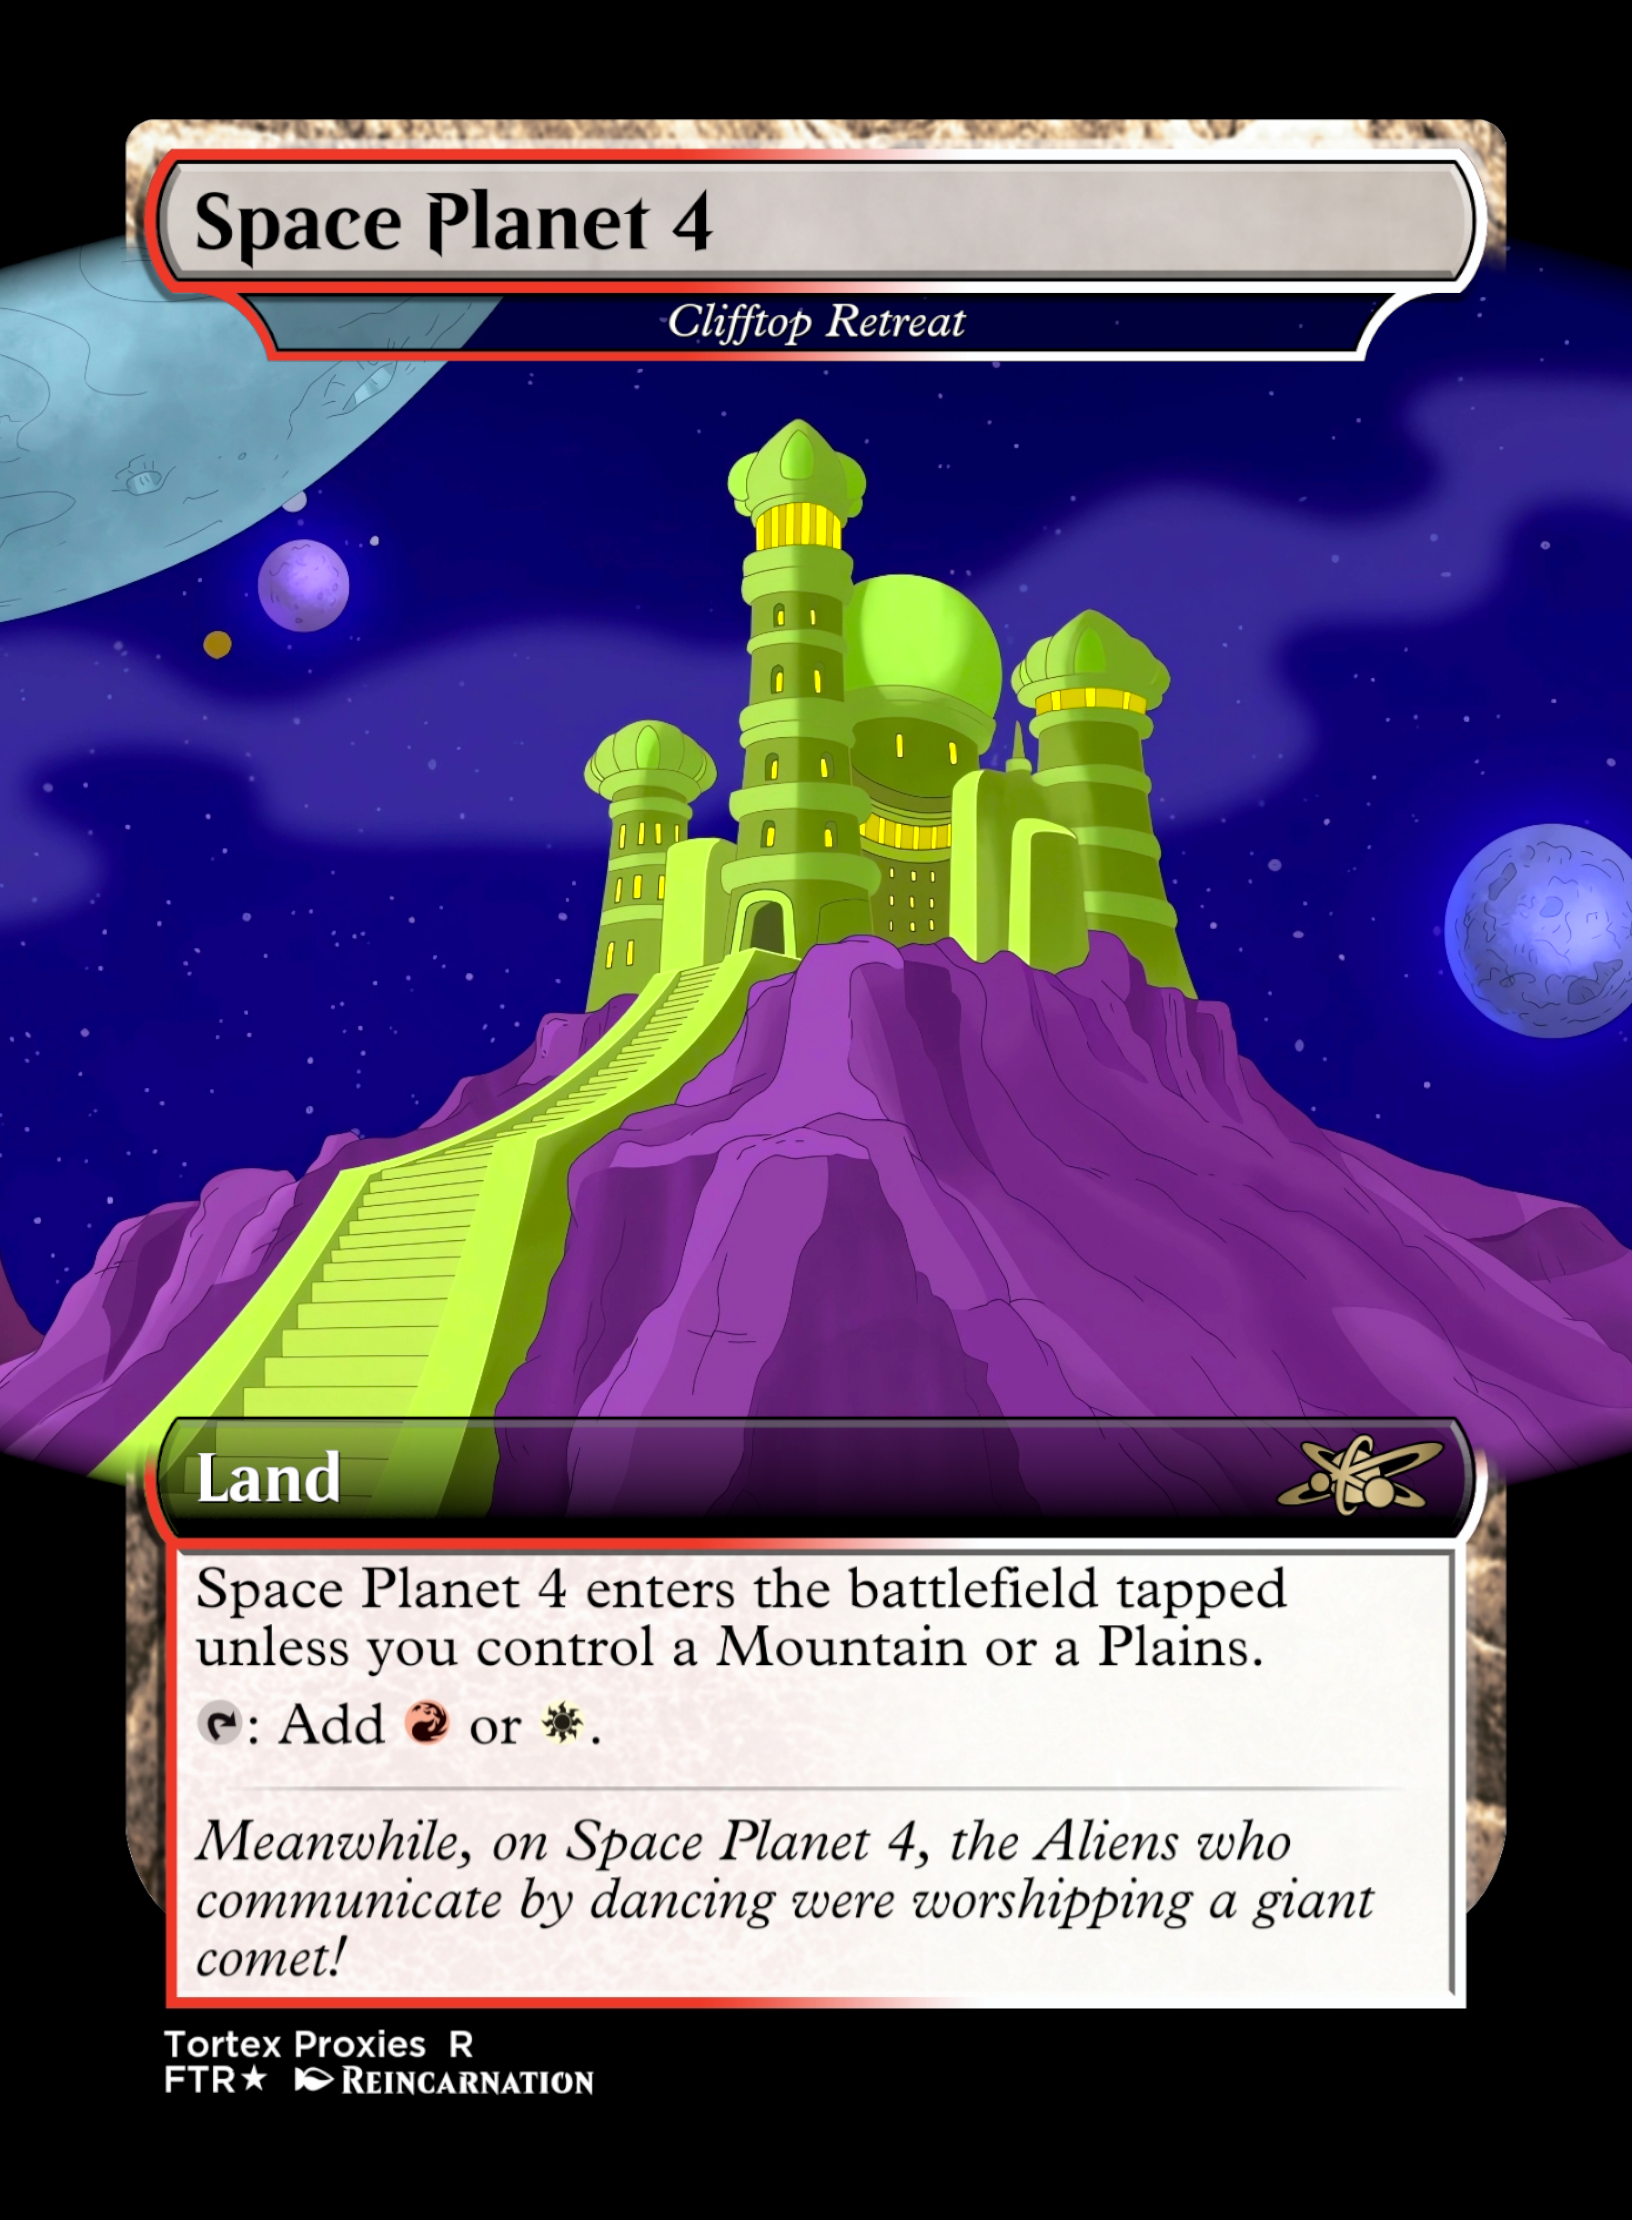 Space Planet 4
Clifftop Retreat
Land
Space Planet 4 enters the battlefield tapped
unless you control a Mountain or a Plains.
: Add or .
Meanwhile, on Space Planet 4, the Aliens who
communicate by dancing were worshipping a giant
comet!
Tortex Proxies R
FTR★ REINCARNATION